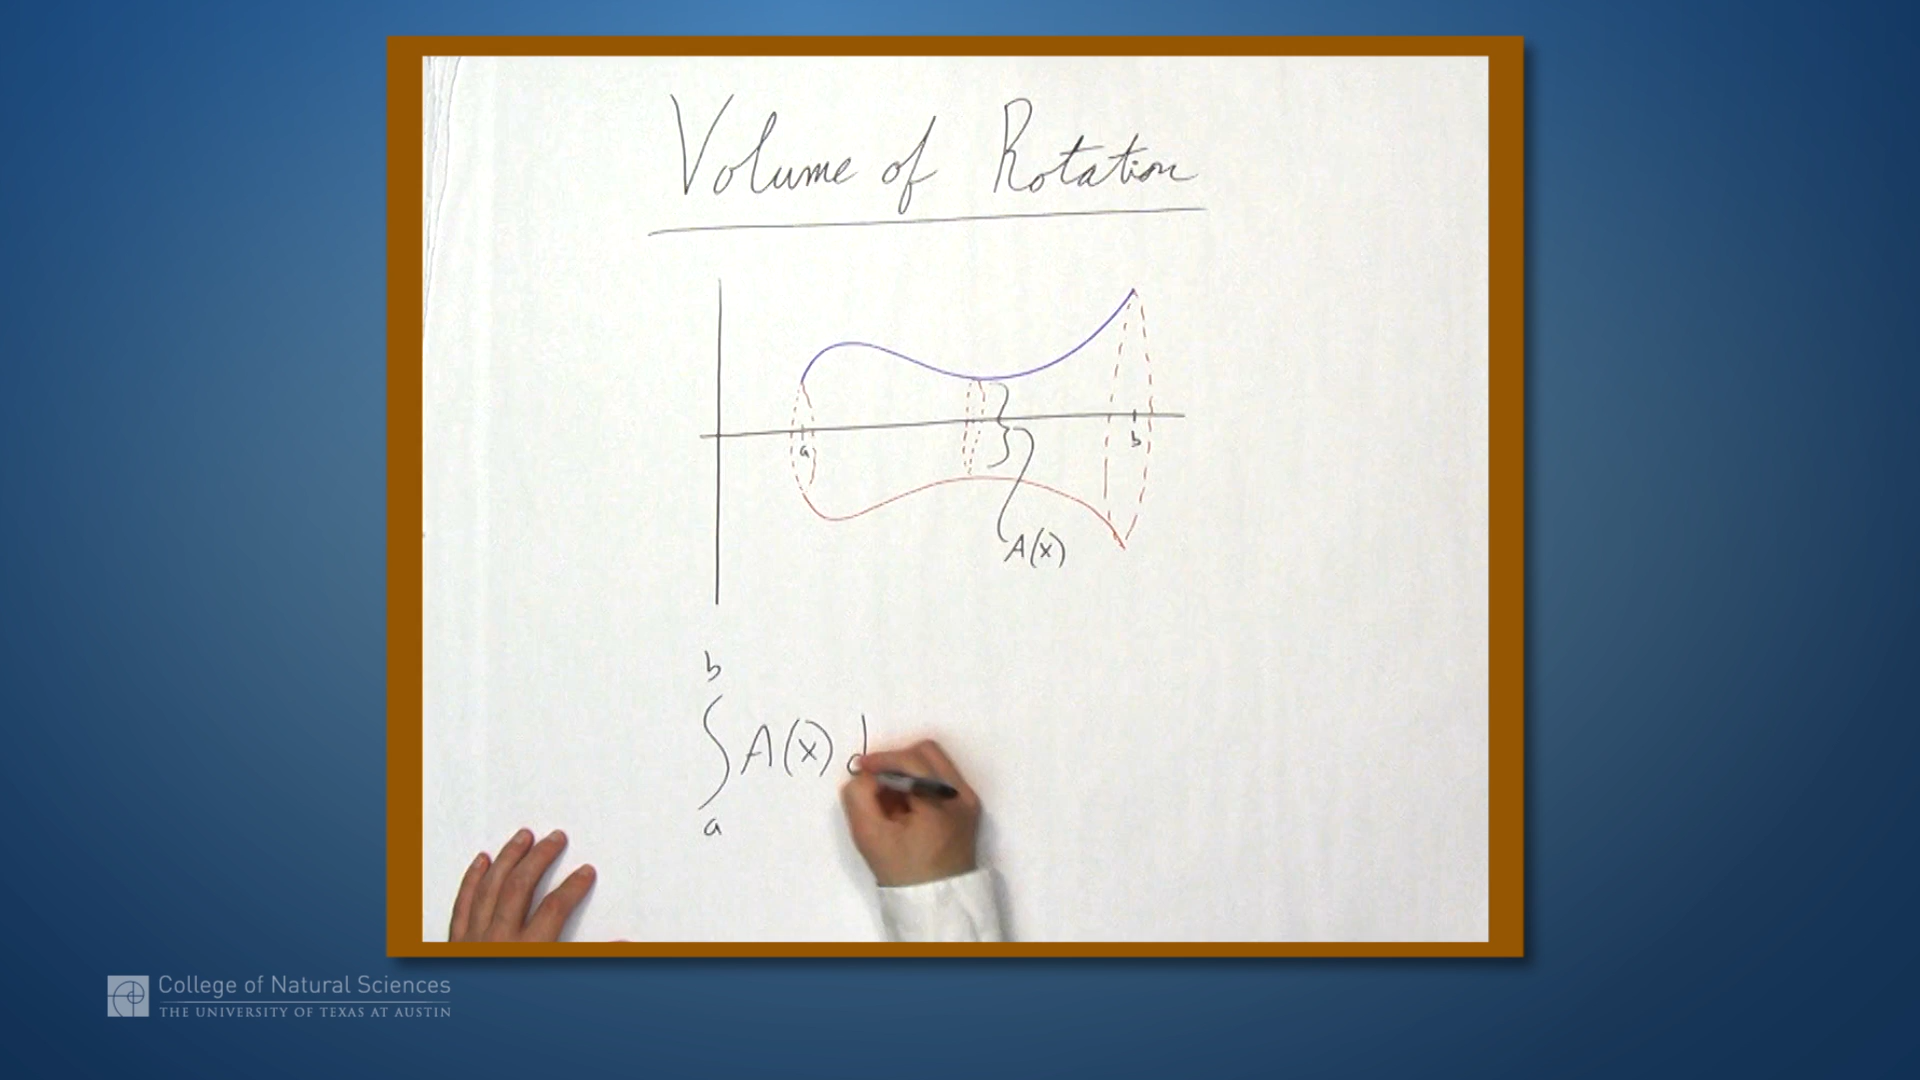 Volume of Rotation
a
b
A(x)
b
∫ A(x) d
a
College of Natural Sciences
THE UNIVERSITY OF TEXAS AT AUSTIN